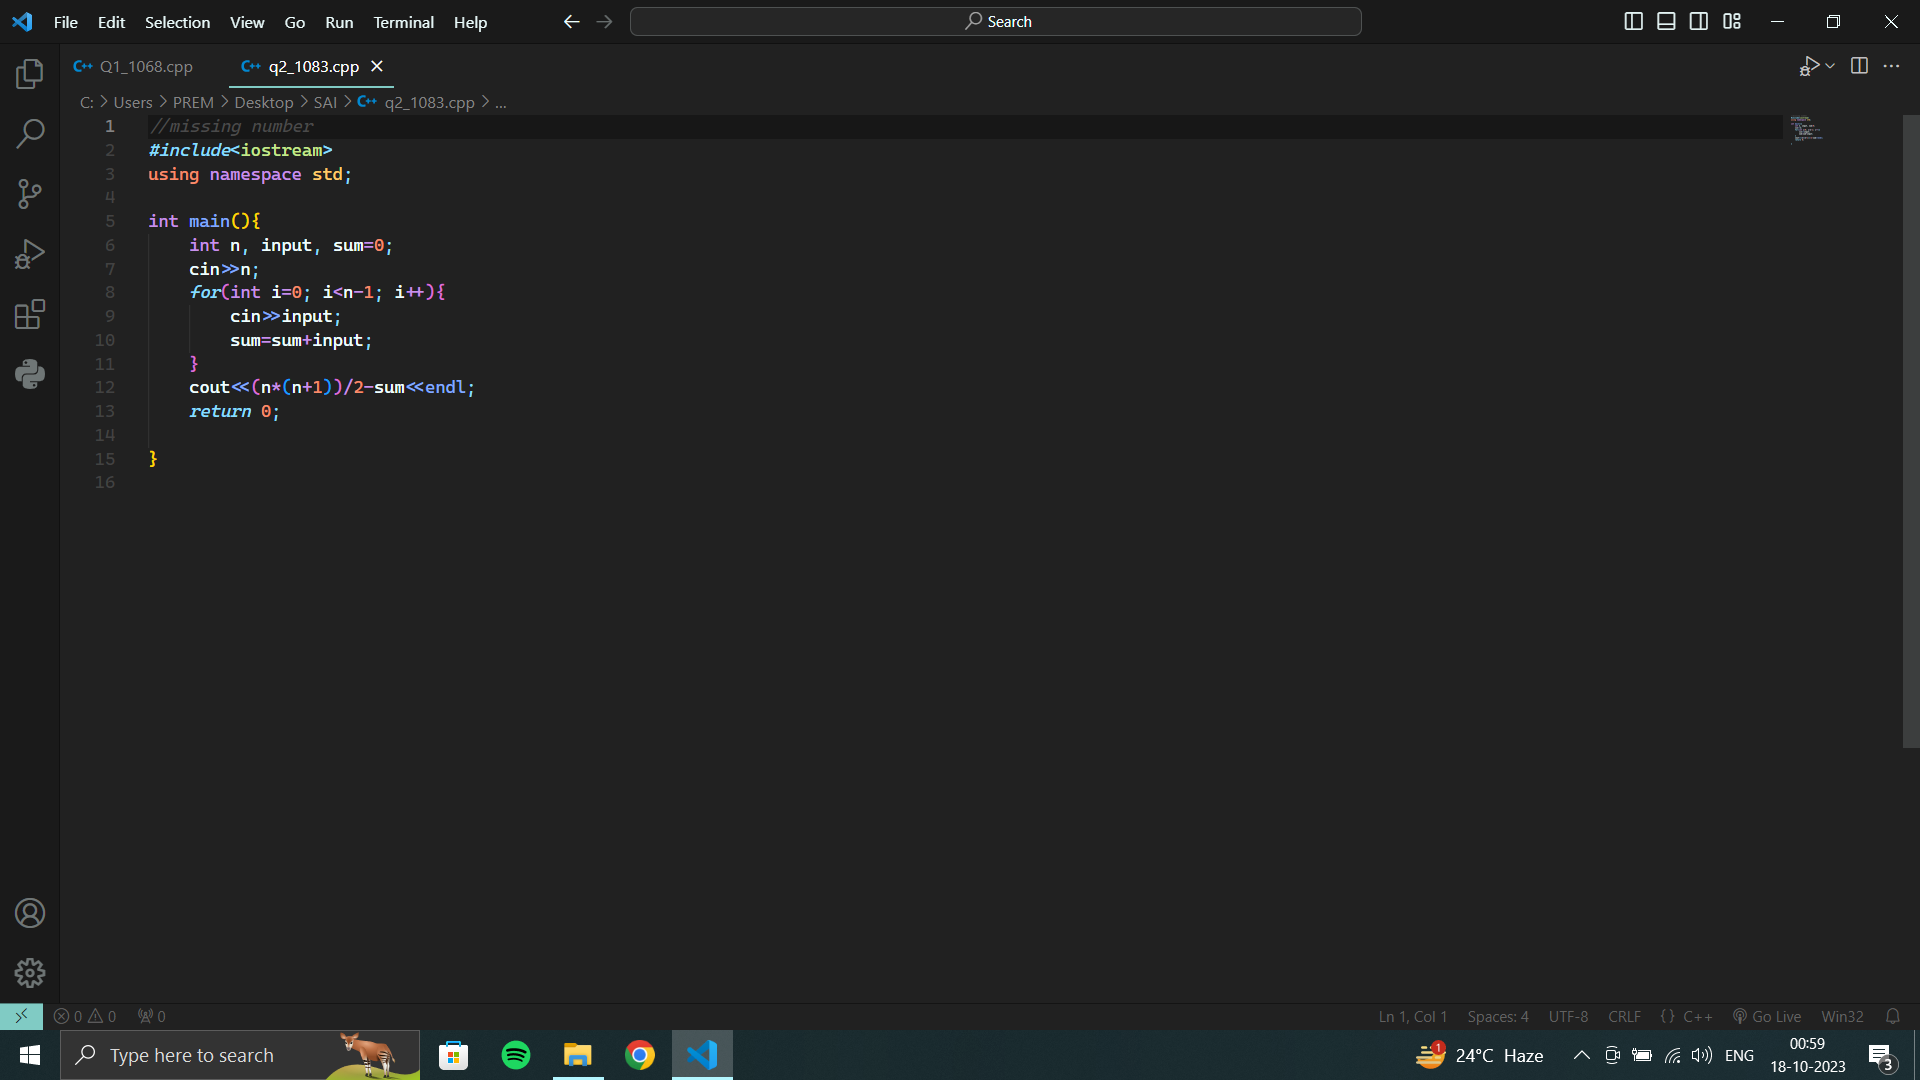 File Edit Selection View Go Run Terminal Help Search
C++ Q1_1068.cpp C++ q2_1083.cpp
C: > Users > PREM > Desktop > SAI > C++ q2_1083.cpp > ...
1 //missing number
2 #include<iostream>
3 using namespace std;
4
5 int main(){
6 int n, input, sum=0;
7 cin>>n;
8 for(int i=0; i<n-1; i++){
9 cin>>input;
10 sum=sum+input;
11 }
12 cout<<(n*(n+1))/2-sum<<endl;
13 return 0;
14
15 }
16
0 0 0 Ln 1, Col 1 Spaces: 4 UTF-8 CRLF {} C++ Go Live Win32
Type here to search 1 24°C Haze ENG 00:59
18-10-2023 3